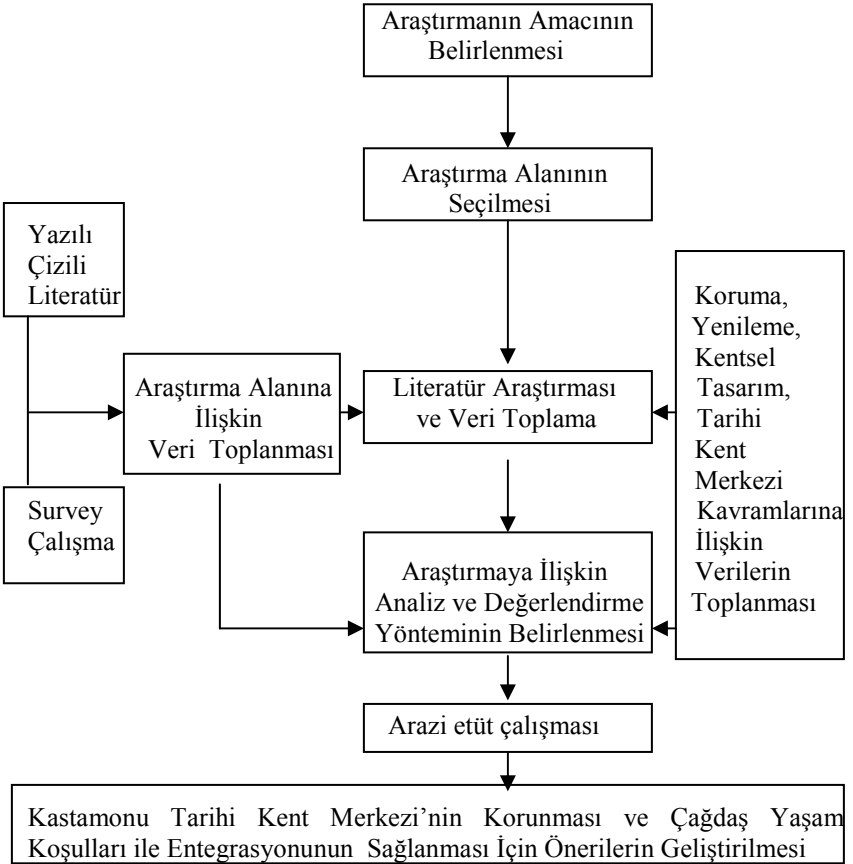 Araştırmanın Amacının
Belirlenmesi
Araştırma Alanının
Seçilmesi
Yazılı
Çizili
Literatür
Survey
Çalışma
Araştırma Alanına
İlişkin
Veri Toplanması
Literatür Araştırması
ve Veri Toplama
Koruma,
Yenileme,
Kentsel
Tasarım,
Tarihi
Kent
Merkezi
Kavramlarına
İlişkin
Verilerin
Toplanması
Araştırmaya İlişkin
Analiz ve Değerlendirme
Yönteminin Belirlenmesi
Arazi etüt çalışması
Kastamonu Tarihi Kent Merkezi’nin Korunması ve Çağdaş Yaşam
Koşulları ile Entegrasyonunun Sağlanması İçin Önerilerin Geliştirilmesi